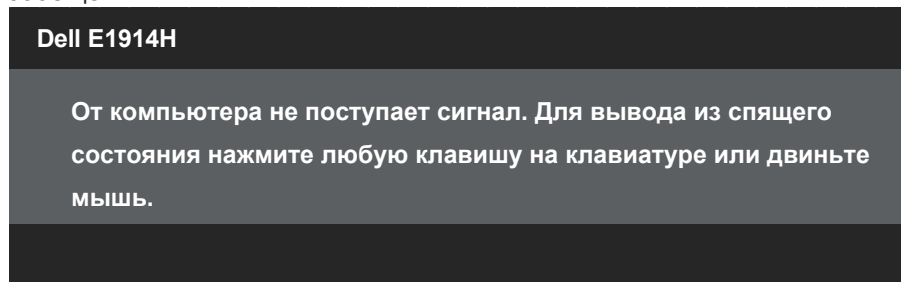 Dell E1914H
От компьютера не поступает сигнал. Для вывода из спящего
состояния нажмите любую клавишу на клавиатуре или двиньте
мышь.